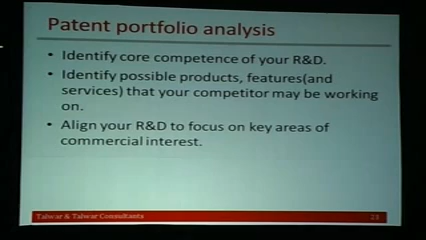 Patent portfolio analysis
• Identify core competence of your R&D.
• Identify possible products, features(and
services) that your competitor may be working
on.
• Align your R&D to focus on key areas of
commercial interest.
Talwar & Talwar Consultants